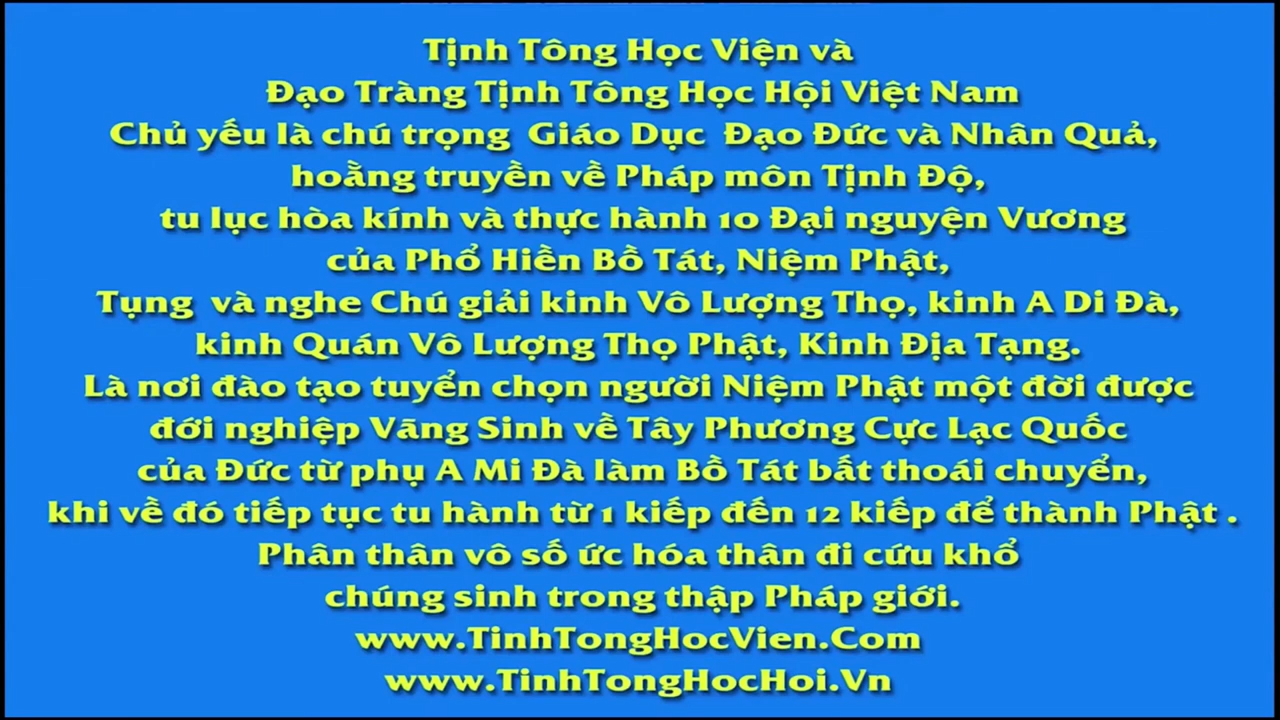 Tịnh Tông Học Viện và
Đạo Tràng Tịnh Tông Học Hội Việt Nam
Chủ yếu là chú trọng Giáo Dục Đạo Đức và Nhân Quả,
hoằng truyền về Pháp môn Tịnh Độ,
tu lục hòa kính và thực hành 10 Đại nguyện Vương
của Phổ Hiền Bồ Tát, Niệm Phật,
Tụng và nghe Chú giải kinh Vô Lượng Thọ, kinh A Di Đà,
kinh Quán Vô Lượng Thọ Phật, Kinh Địa Tạng.
Là nơi đào tạo tuyển chọn người Niệm Phật một đời được
đới nghiệp Vãng Sinh về Tây Phương Cực Lạc Quốc
của Đức từ phụ A Mi Đà làm Bồ Tát bất thoái chuyển,
khi về đó tiếp tục tu hành từ 1 kiếp đến 12 kiếp để thành Phật .
Phân thân vô số ức hóa thân đi cứu khổ
chúng sinh trong thập Pháp giới.
www.TinhTongHocVien.Com
www.TinhTongHocHoi.Vn